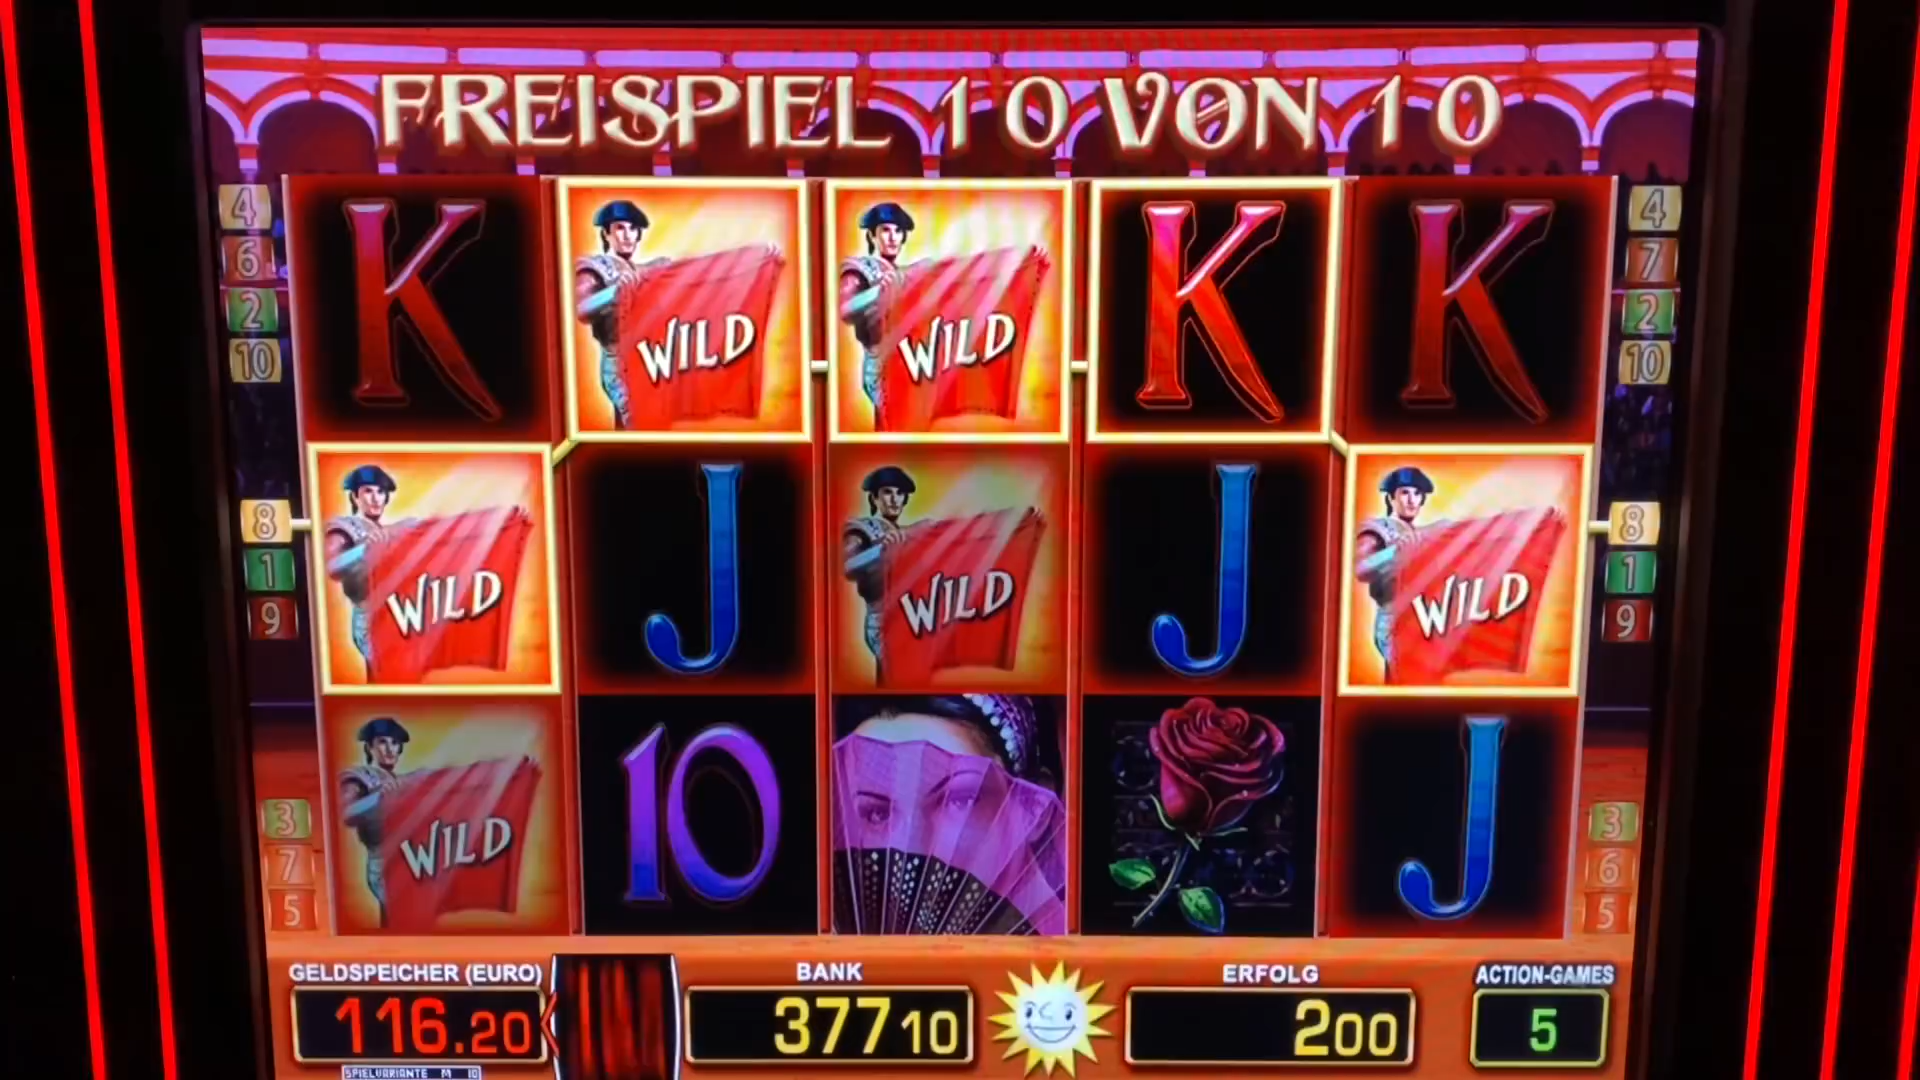 FREISPIEL 10 VON 10
4 K K K 4
6 WILD WILD 7
2 2
10 10
8 WILD J WILD J WILD 8
1 1
9 9
3 WILD 10 J 3
7 6
5 5
GELDSPEICHER (EURO) BANK ERFOLG ACTION-GAMES
116.20 37710 200 5
SPIELVARIANTE M 10